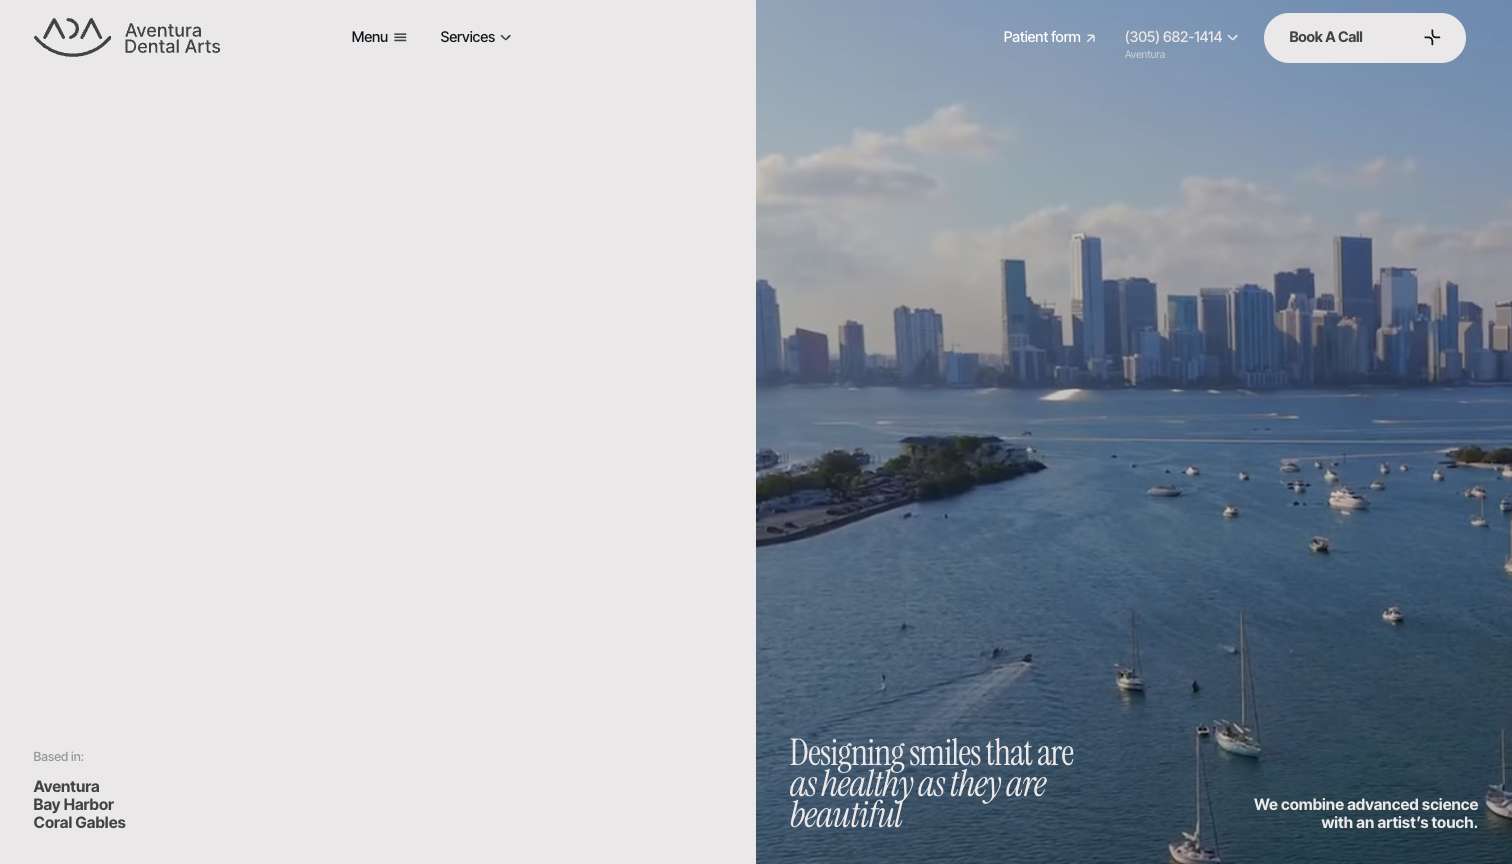 Aventura
Dental Arts
Menu
Services
Patient form
(305) 682-1414
Aventura
Book A Call
Based in:
Aventura
Bay Harbor
Coral Gables
Designing smiles that are
as healthy as they are
beautiful
We combine advanced science
with an artist’s touch.